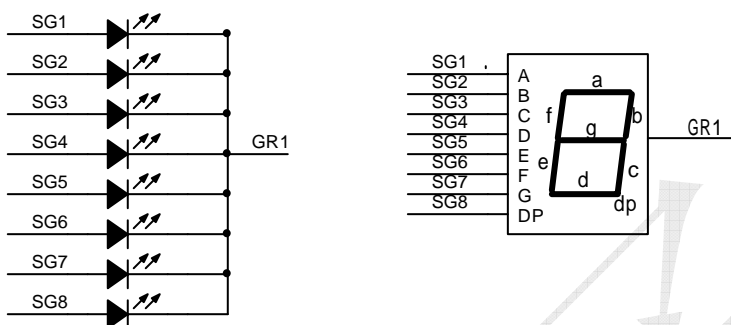 SG1
SG2
SG3
SG4
SG5
SG6
SG7
SG8
GR1
SG1
SG2
SG3
SG4
SG5
SG6
SG7
SG8
A
B
C
D
E
F
G
DP
a
f
b
g
e
c
d
dp
GR1